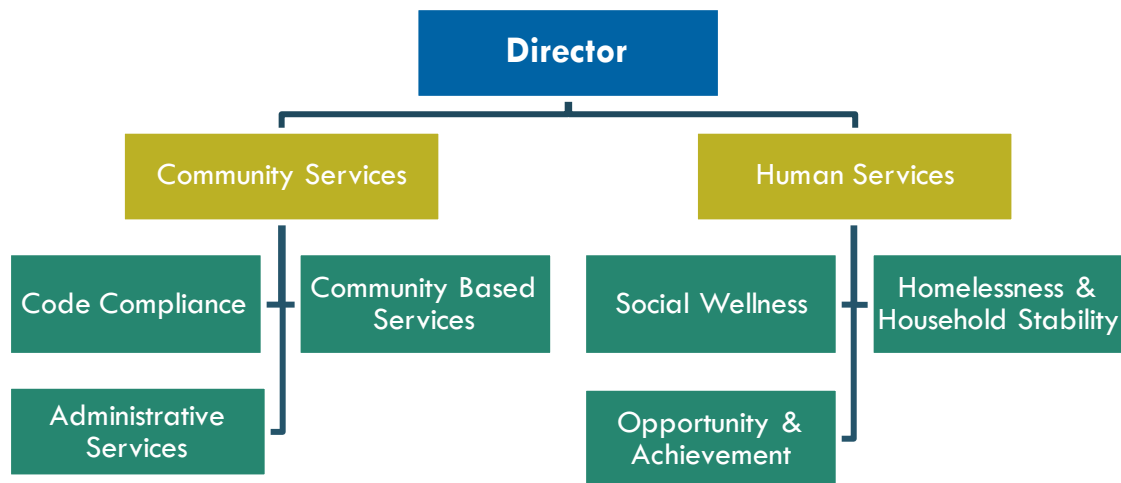 Director
Community Services
Human Services
Code Compliance
Community Based
Services
Social Wellness
Homelessness &
Household Stability
Administrative
Services
Opportunity &
Achievement